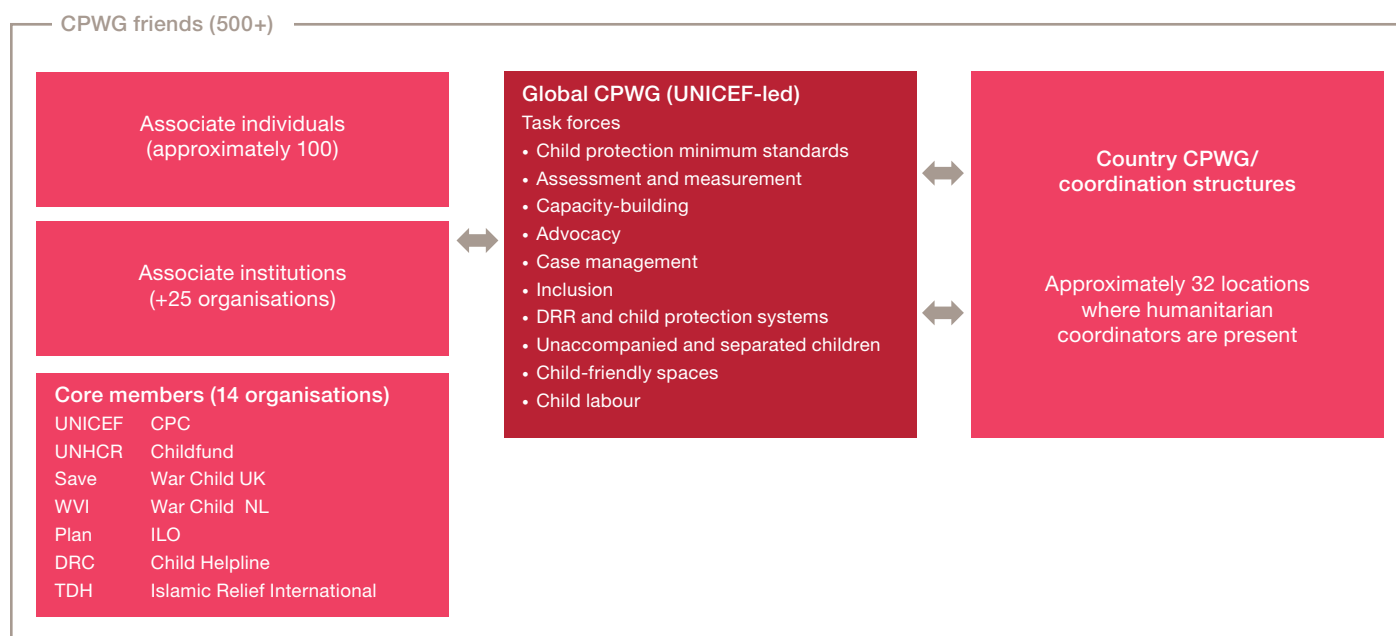 CPWG friends (500+)
Associate individuals
(approximately 100)
Associate institutions
(+25 organisations)
Core members (14 organisations)
UNICEF CPC
UNHCR Childfund
Save War Child UK
WVI War Child NL
Plan ILO
DRC Child Helpline
TDH Islamic Relief International
Global CPWG (UNICEF-led)
Task forces
• Child protection minimum standards
• Assessment and measurement
• Capacity-building
• Advocacy
• Case management
• Inclusion
• DRR and child protection systems
• Unaccompanied and separated children
• Child-friendly spaces
• Child labour
Country CPWG/
coordination structures
Approximately 32 locations
where humanitarian
coordinators are present